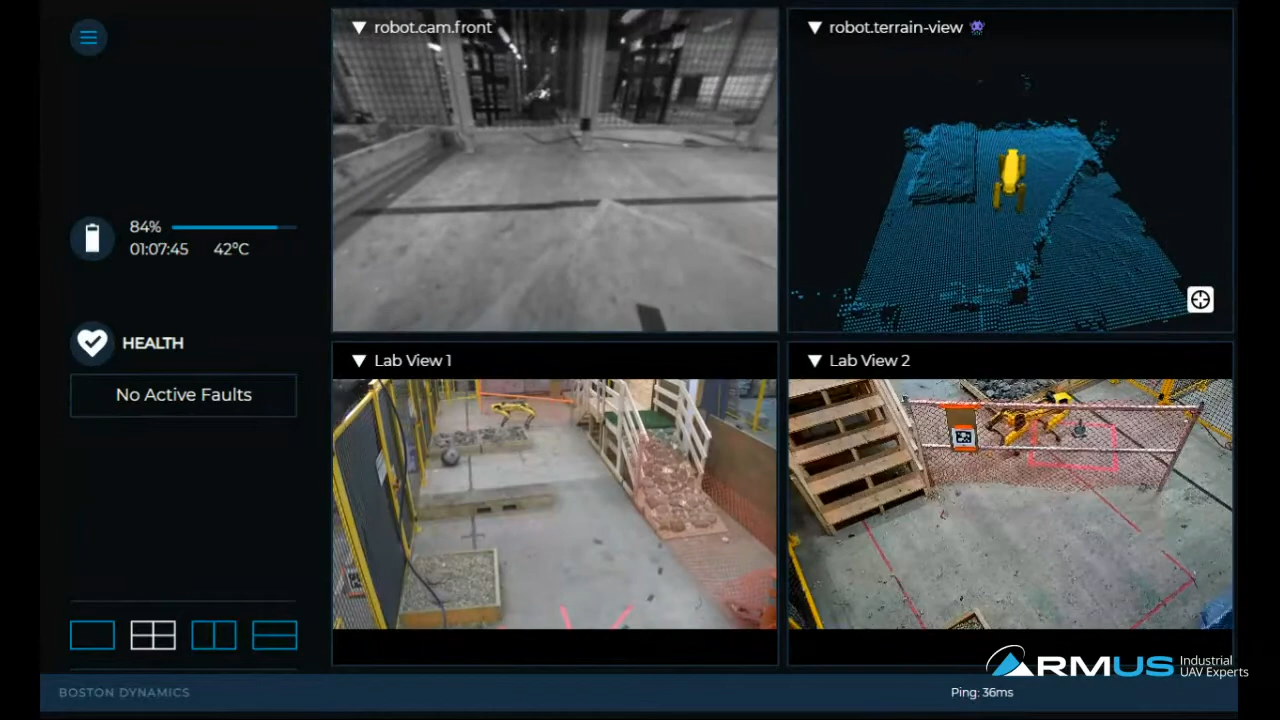 robot.cam.front
robot.terrain-view
84%
01:07:45 42°C
HEALTH
No Active Faults
Lab View 1
Lab View 2
ARMUS Industrial
UAV Experts
BOSTON DYNAMICS
Ping: 36ms